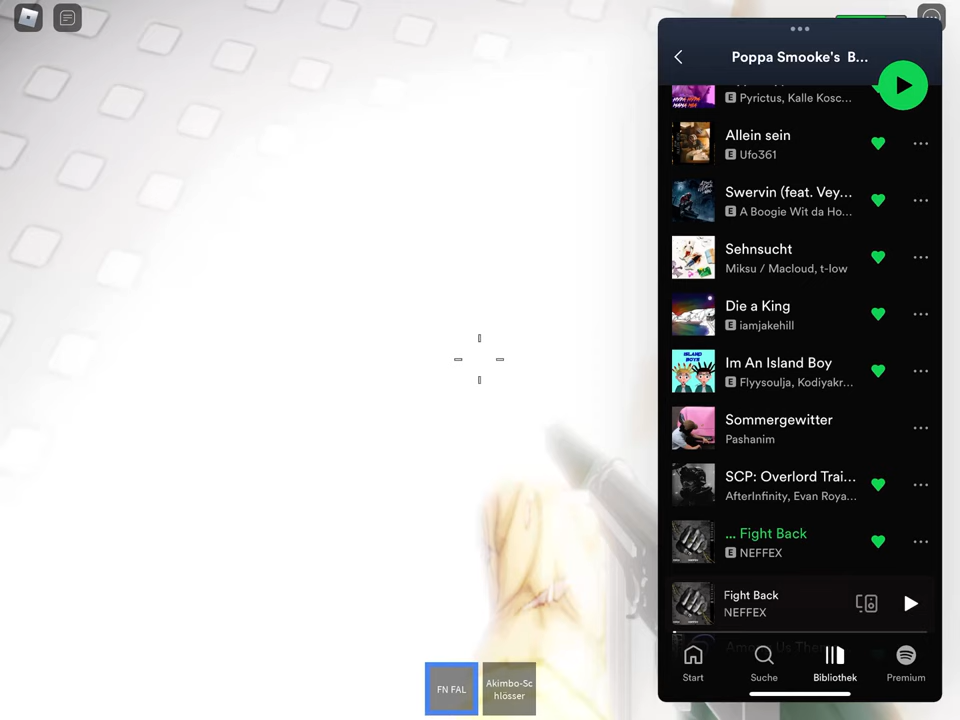 Poppa Smooke's B...
E Pyrictus, Kalle Kosc...
Allein sein
E Ufo361
Swervin (feat. Vey...
E A Boogie Wit da Ho...
Sehnsucht
Miksu / Macloud, t-low
Die a King
E iamjakehill
ISLAND
BOYS
Im An Island Boy
E Flyysoulja, Kodiyakr...
Sommergewitter
Pashanim
SCP: Overlord Trai...
AfterInfinity, Evan Roya...
... Fight Back
E NEFFEX
Fight Back
NEFFEX
Start
Suche
Bibliothek
Premium
FN FAL
Akimbo-Sc
hlösser